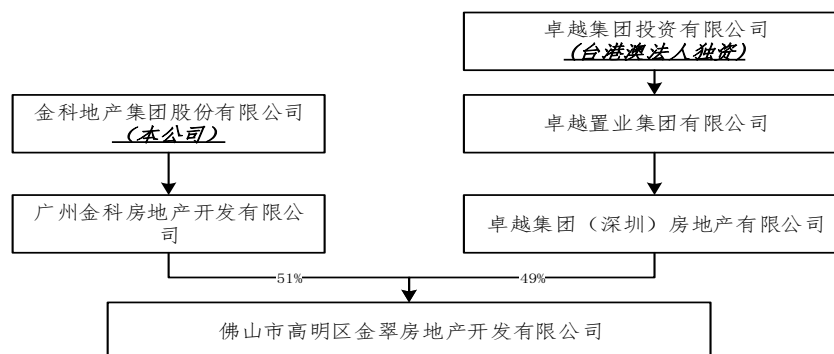 卓越集团投资有限公司
（台港澳法人独资）
金科地产集团股份有限公司
（本公司）
卓越置业集团有限公司
广州金科房地产开发有限公
司
卓越集团（深圳）房地产有限公司
51%
49%
佛山市高明区金翠房地产开发有限公司